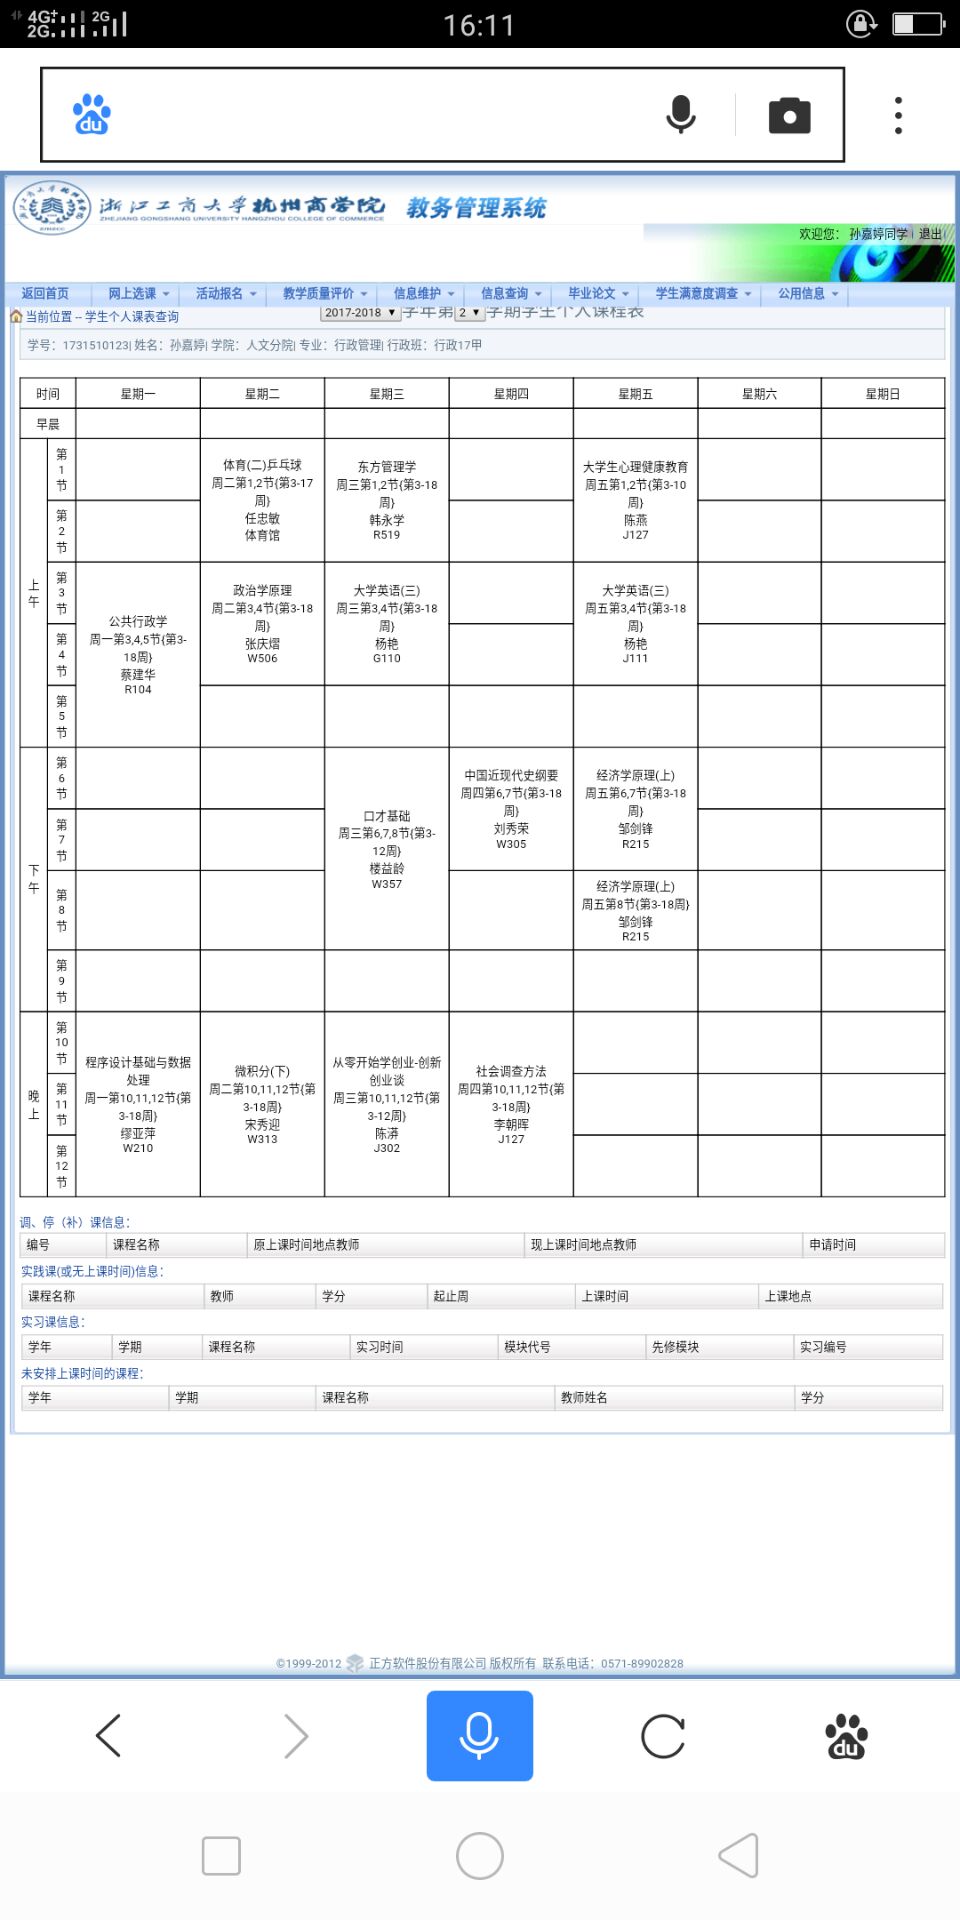 4G+ 2G 2G 16:11
du
浙江工商大学杭州商学院 教务管理系统
ZHEJIANG GONGSHANG UNIVERSITY HANGZHOU COLLEGE OF COMMERCE
欢迎您： 孙嘉婷同学 退出
返回首页 网上选课 活动报名 教学质量评价 信息维护 信息查询 毕业论文 学生满意度调查 公用信息
当前位置 -- 学生个人课表查询 2017-2018 学年第 2 学期学生个人课程表
学号：1731510123| 姓名：孙嘉婷| 学院：人文分院| 专业：行政管理| 行政班：行政17甲
时间 星期一 星期二 星期三 星期四 星期五 星期六 星期日
早晨
上午
第1节
体育(二)乒乓球
周二第1,2节{第3-17
周}
任忠敏
体育馆
东方管理学
周三第1,2节{第3-18
周}
韩永学
R519
大学生心理健康教育
周五第1,2节{第3-10
周}
陈燕
J127
第2节
第3节
公共行政学
周一第3,4,5节{第3-
18周}
蔡建华
R104
政治学原理
周二第3,4节{第3-18
周}
张庆熠
W506
大学英语(三)
周三第3,4节{第3-18
周}
杨艳
G110
大学英语(三)
周五第3,4节{第3-18
周}
杨艳
J111
第4节
第5节
下午
第6节
口才基础
周三第6,7,8节{第3-
12周}
楼益龄
W357
中国近现代史纲要
周四第6,7节{第3-18
周}
刘秀荣
W305
经济学原理(上)
周五第6,7节{第3-18
周}
邹剑锋
R215
第7节
第8节
经济学原理(上)
周五第8节{第3-18周}
邹剑锋
R215
第9节
晚上
第10节
程序设计基础与数据
处理
周一第10,11,12节{第
3-18周}
缪亚萍
W210
微积分(下)
周二第10,11,12节{第
3-18周}
宋秀迎
W313
从零开始学创业-创新
创业谈
周三第10,11,12节{第
3-12周}
陈漭
J302
社会调查方法
周四第10,11,12节{第
3-18周}
李朝晖
J127
第11节
第12节
调、停（补）课信息：
编号 课程名称 原上课时间地点教师 现上课时间地点教师 申请时间
实践课(或无上课时间)信息：
课程名称 教师 学分 起止周 上课时间 上课地点
实习课信息：
学年 学期 课程名称 实习时间 模块代号 先修模块 实习编号
未安排上课时间的课程：
学年 学期 课程名称 教师姓名 学分
©1999-2012 正方软件股份有限公司 版权所有 联系电话：0571-89902828
du